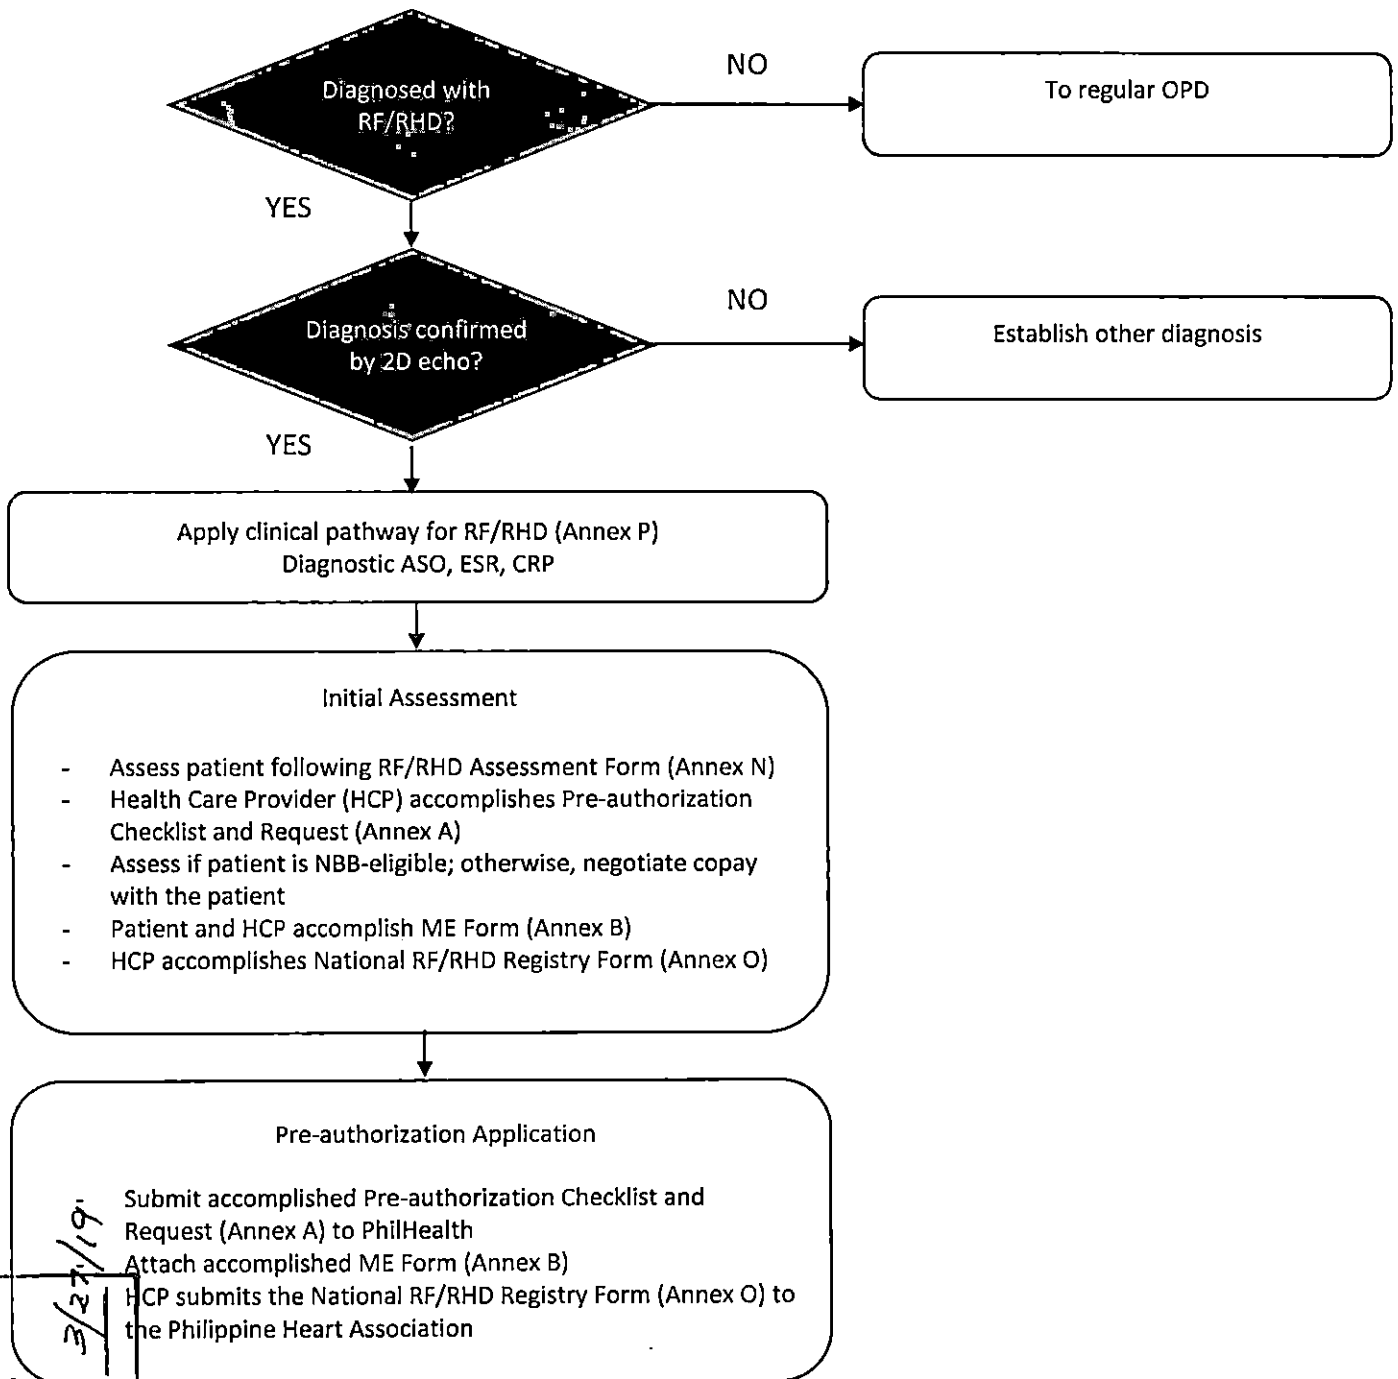 Diagnosed with
RF/RHD?
NO
To regular OPD
YES
Diagnosis confirmed
by 2D echo?
NO
Establish other diagnosis
YES
Apply clinical pathway for RF/RHD (Annex P)
Diagnostic ASO, ESR, CRP
Initial Assessment
- Assess patient following RF/RHD Assessment Form (Annex N)
- Health Care Provider (HCP) accomplishes Pre-authorization
Checklist and Request (Annex A)
- Assess if patient is NBB-eligible; otherwise, negotiate copay
with the patient
- Patient and HCP accomplish ME Form (Annex B)
- HCP accomplishes National RF/RHD Registry Form (Annex O)
Pre-authorization Application
Submit accomplished Pre-authorization Checklist and
Request (Annex A) to PhilHealth
Attach accomplished ME Form (Annex B)
HCP submits the National RF/RHD Registry Form (Annex O) to
the Philippine Heart Association
3/27/19